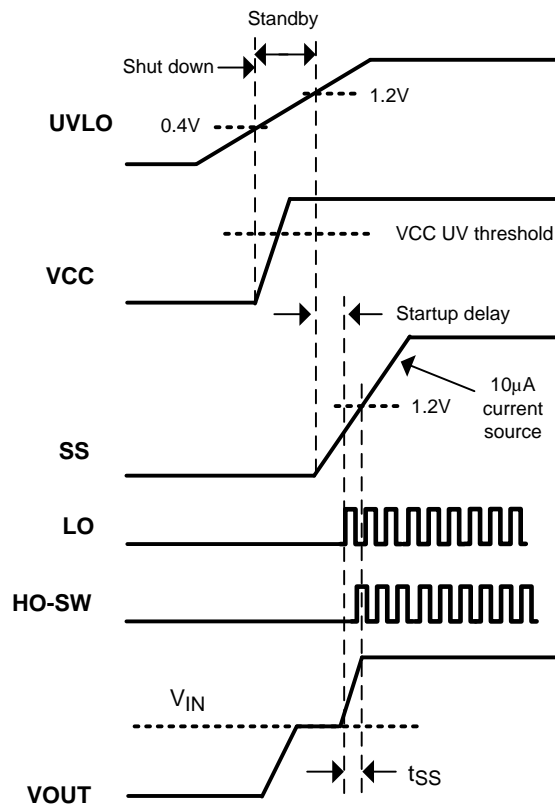 Standby
Shut down
1.2V
0.4V
UVLO
VCC UV threshold
VCC
Startup delay
10μA
current
source
1.2V
SS
LO
HO-SW
VIN
tSS
VOUT